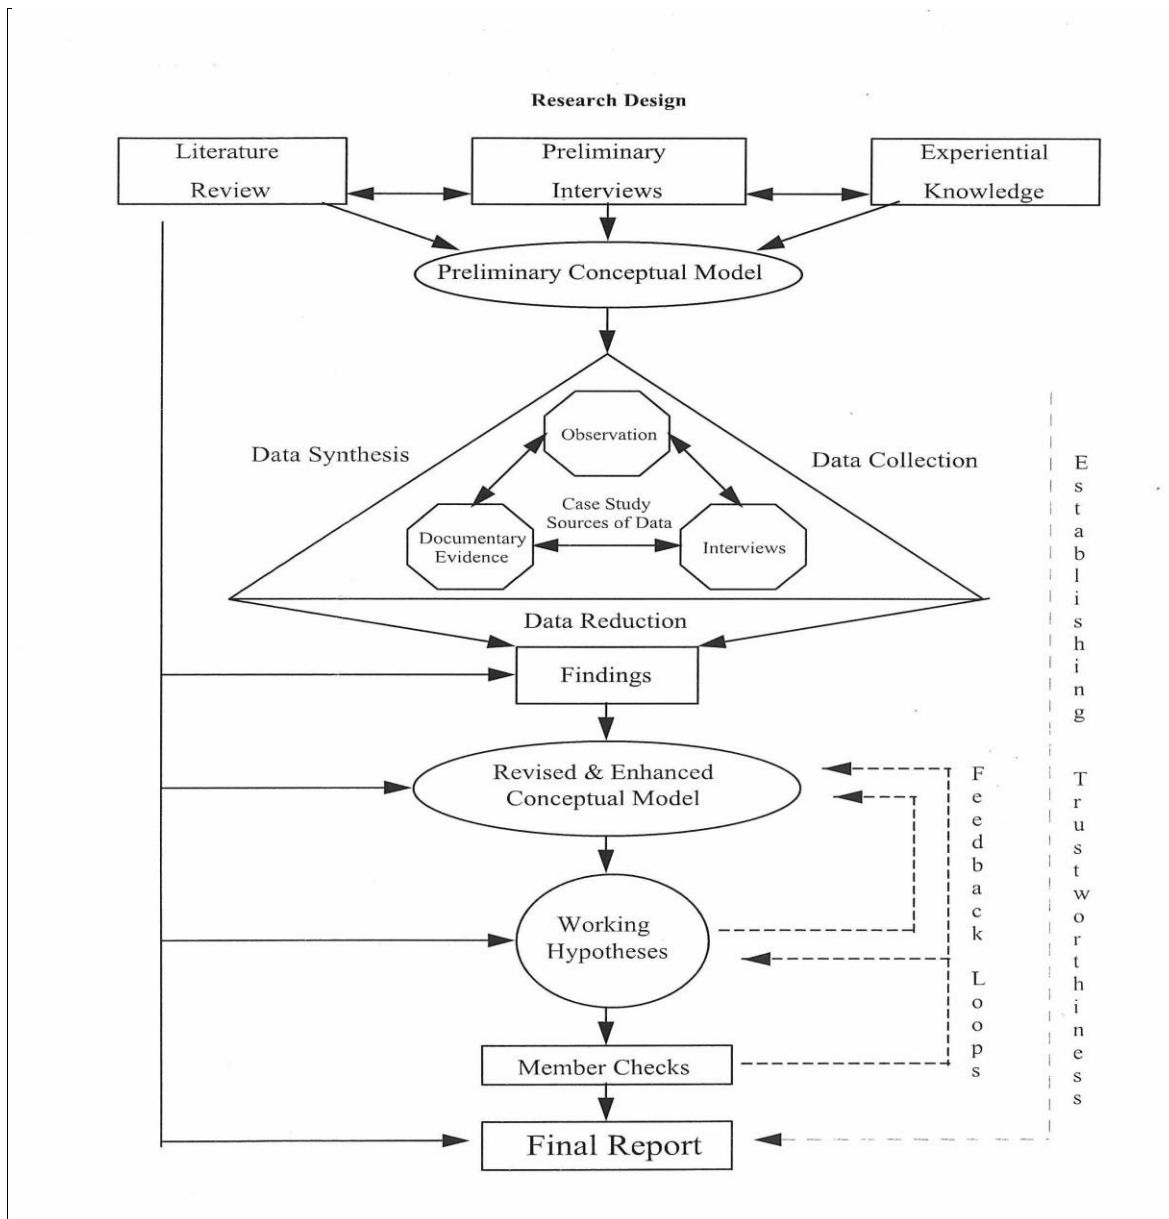 Research Design
Literature
Review
Preliminary
Interviews
Experiential
Knowledge
Preliminary Conceptual Model
Observation
Data Synthesis
Data Collection
Case Study
Sources of Data
Documentary
Evidence
Interviews
Data Reduction
Findings
Revised & Enhanced
Conceptual Model
Working
Hypotheses
Member Checks
Final Report
Feedback Loops
Establishing Trustworthiness